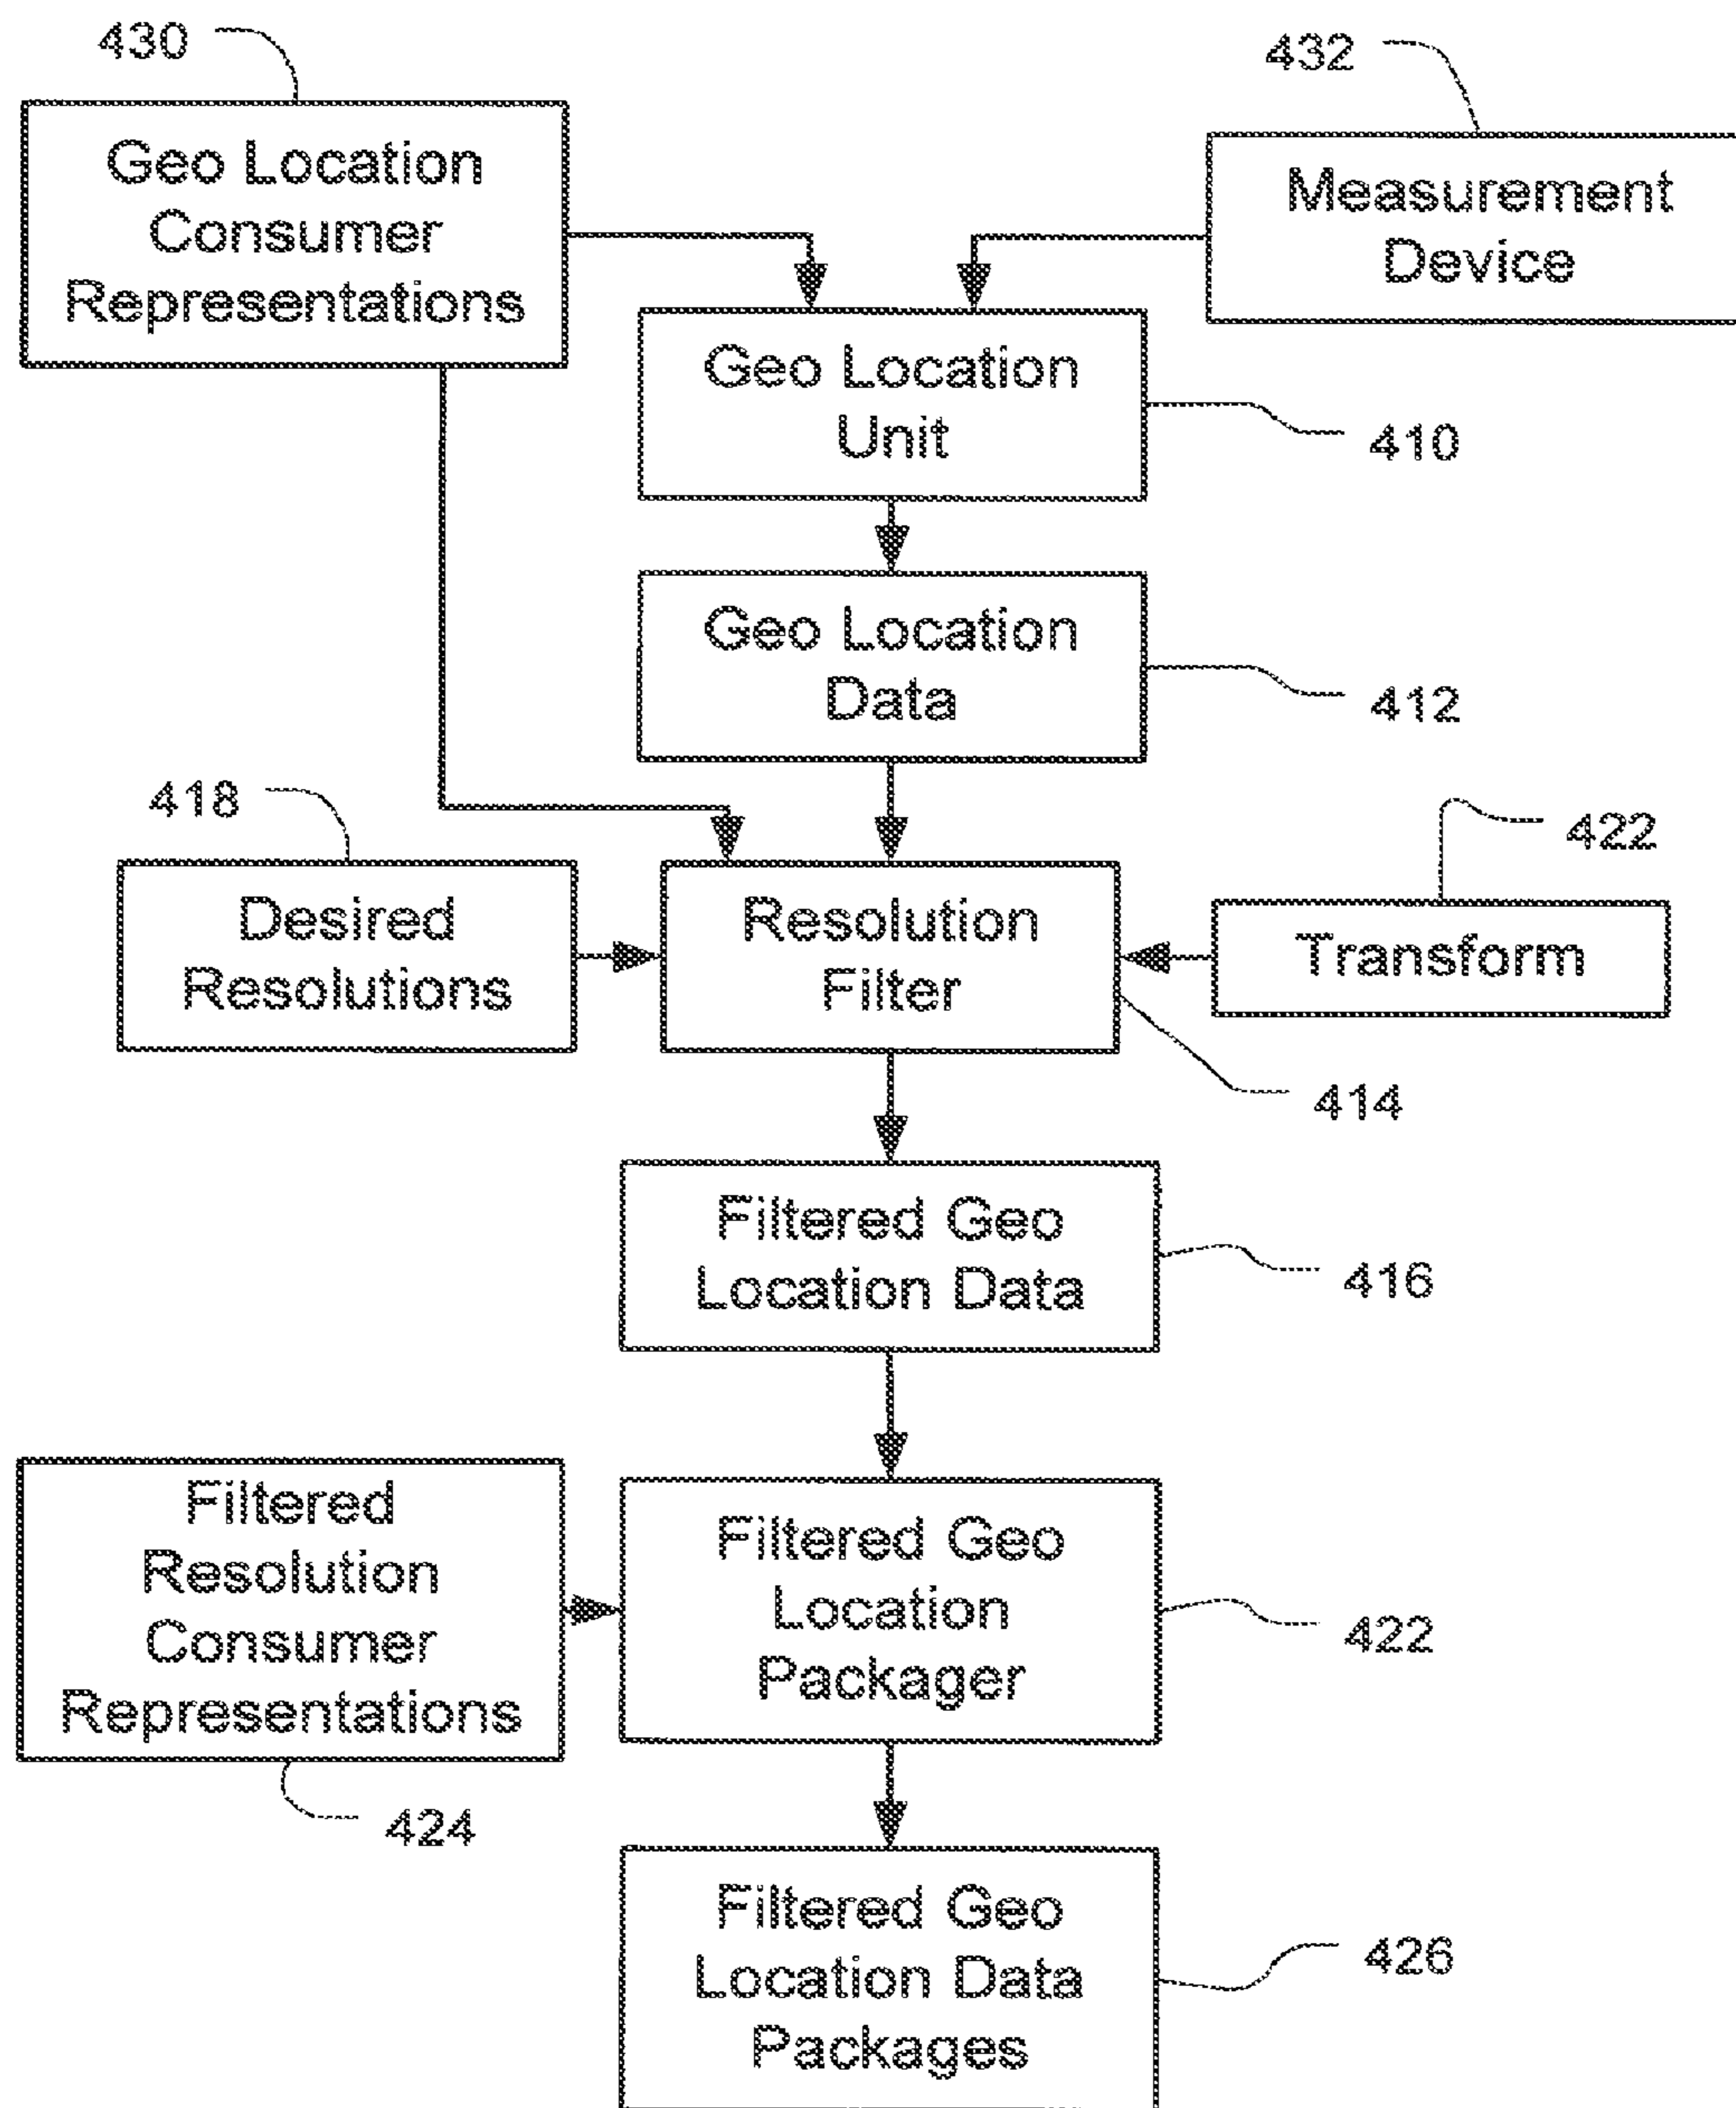 430
432
Geo Location
Consumer
Representations
Measurement
Device
Geo Location
Unit
410
Geo Location
Data
412
418
422
Desired
Resolutions
Resolution
Filter
Transform
414
Filtered Geo
Location Data
416
Filtered
Resolution
Consumer
Representations
Filtered Geo
Location
Packager
422
424
Filtered Geo
Location Data
Packages
426